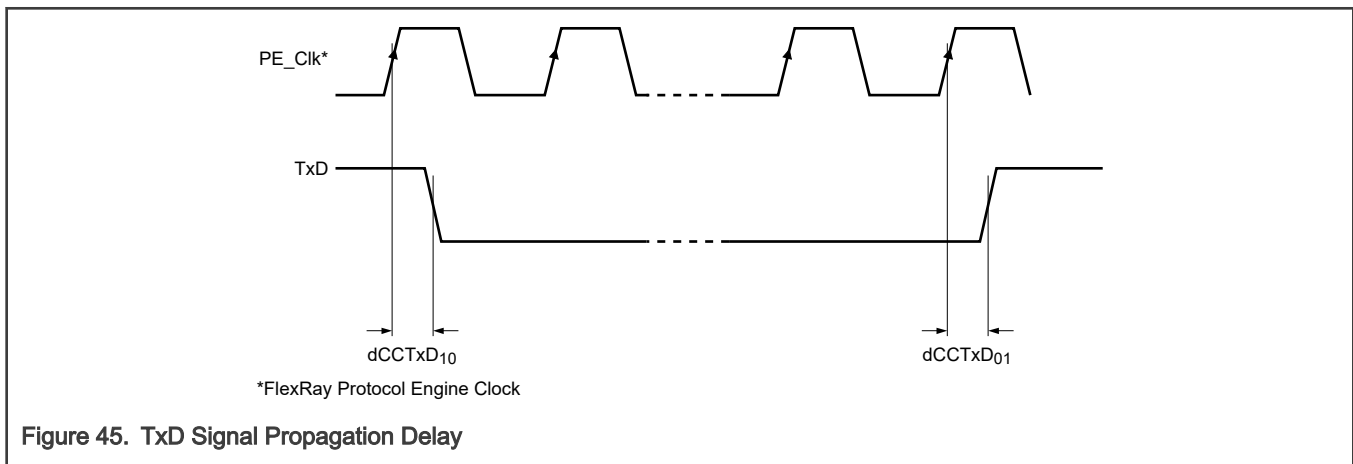 PE_Clk*
TxD
dCCTxD10 dCCTxD01
*FlexRay Protocol Engine Clock
Figure 45. TxD Signal Propagation Delay